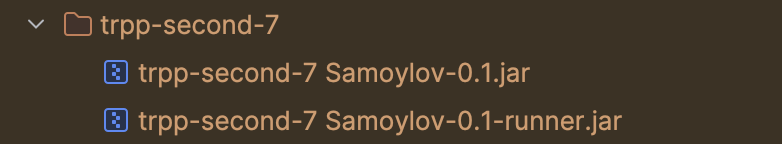 trpp-second-7
trpp-second-7 Samoylov-0.1.jar
trpp-second-7 Samoylov-0.1-runner.jar